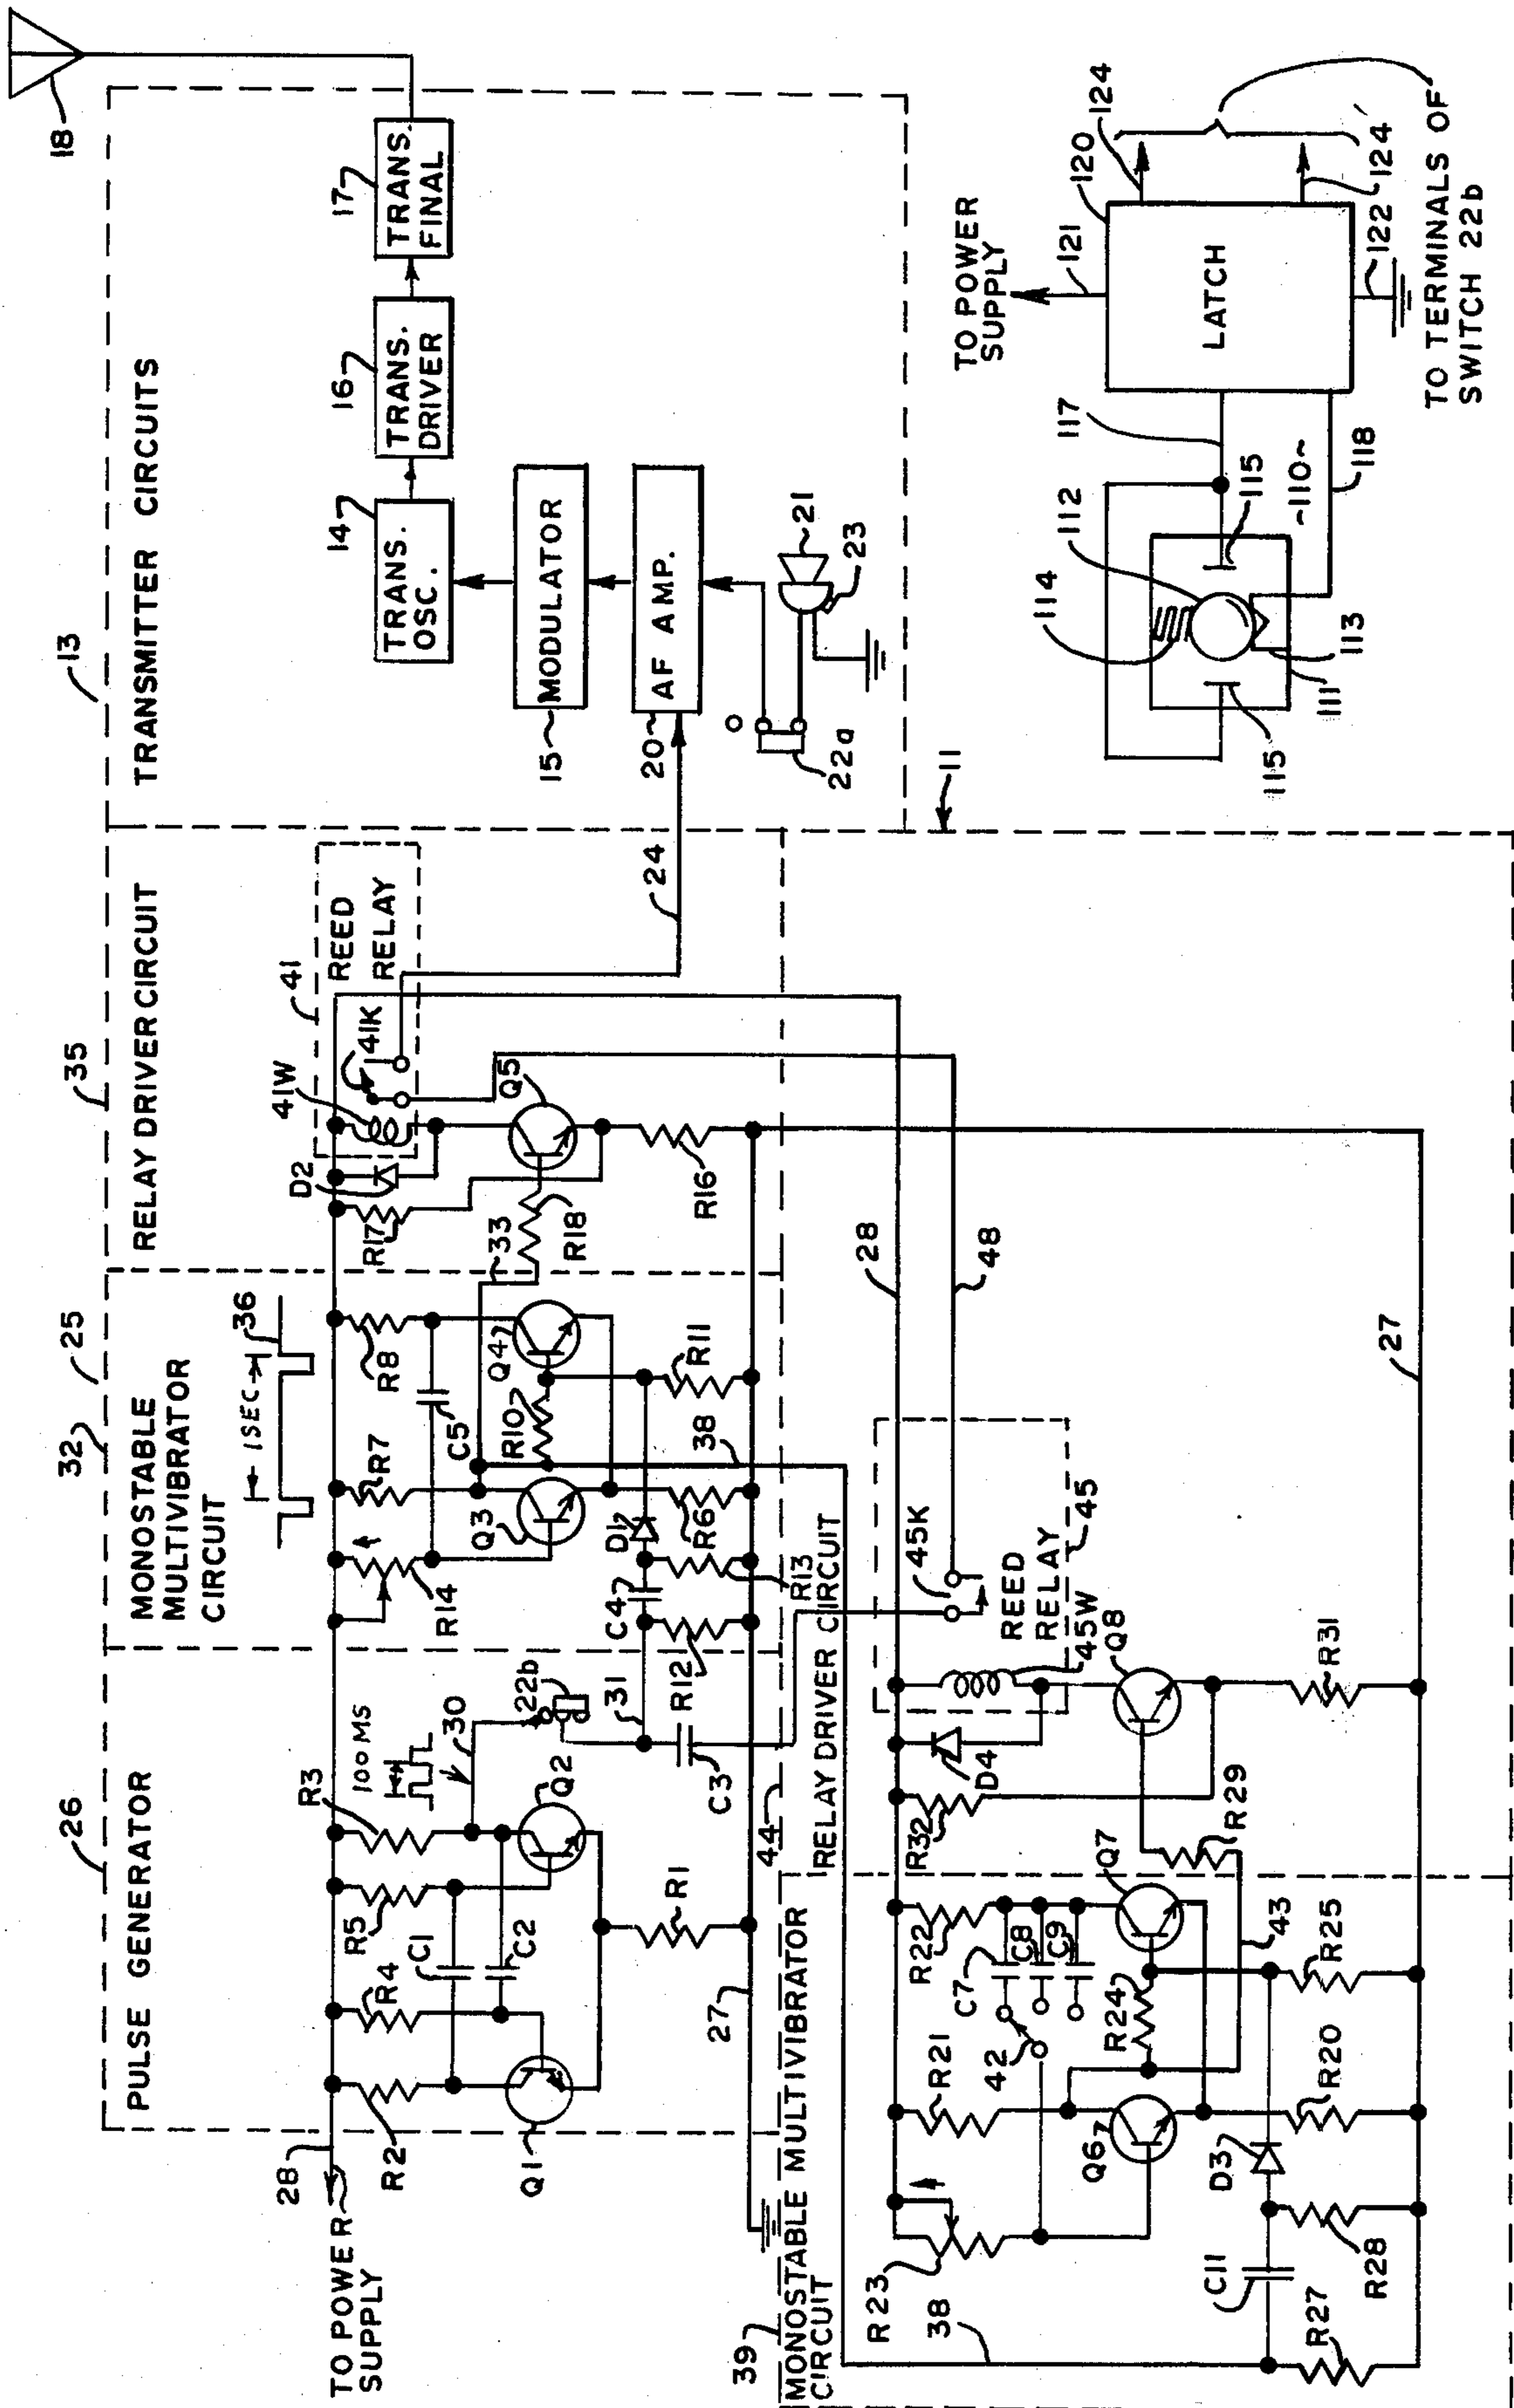 18
13
TRANSMITTER CIRCUITS
17
TRANS.
FINAL
16
TRANS.
DRIVER
14
TRANS.
OSC.
MODULATOR
15
AF AMP.
20
21
23
22a
24
35
RELAY DRIVER CIRCUIT
41
REED
RELAY
41K
41W
D2
R17
Q5
33
R18
R16
25
32
MONOSTABLE
MULTIVIBRATOR
CIRCUIT
36
1SEC
R8
C5
R7
R14
Q4
R10
Q3
R11
38
R6
D1
C4
R13
R12
26
PULSE GENERATOR
R3
100MS
30
22b
31
C3
Q2
R5
C1
C2
R4
R2
Q1
R1
27
28
TO POWER
SUPPLY
TO POWER
SUPPLY
121
120
124
LATCH
117
112
115
114
110
118
113
111
115
122
124'
TO TERMINALS OF
SWITCH 22b
11
28
48
27
44
RELAY DRIVER CIRCUIT
45K
REED
RELAY
45
45W
D4
R32
Q8
R31
R29
39
MONOSTABLE MULTIVIBRATOR
CIRCUIT
R22
C7
C8
C9
Q7
R24
43
R25
42
R21
Q6
R20
R23
D3
38
C11
R28
R27